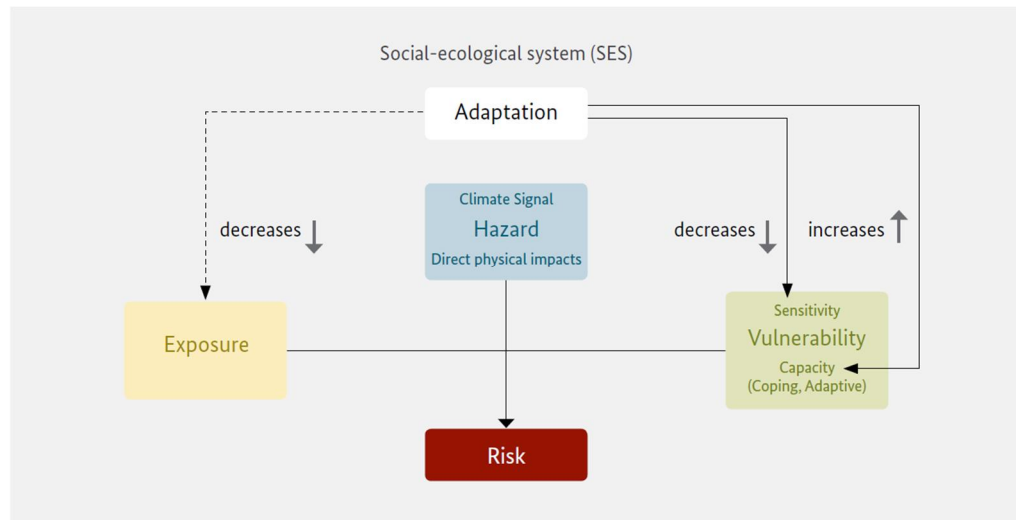 Social-ecological system (SES)
Adaptation
Climate Signal
Hazard
Direct physical impacts
decreases
decreases
increases
Exposure
Sensitivity
Vulnerability
Capacity
(Coping, Adaptive)
Risk